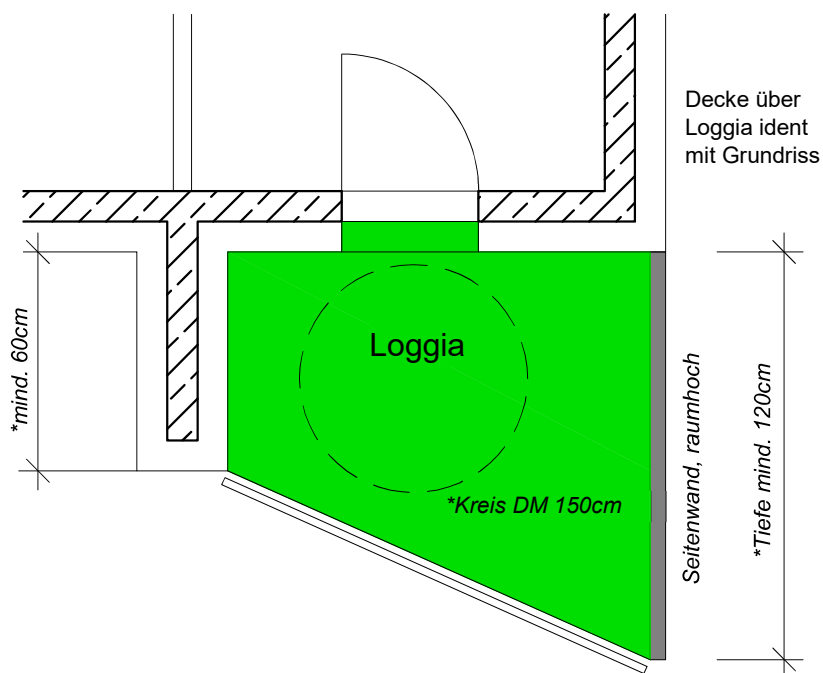 Decke über
Loggia ident
mit Grundriss
*mind. 60cm
Loggia
*Kreis DM 150cm
Seitenwand, raumhoch
*Tiefe mind. 120cm